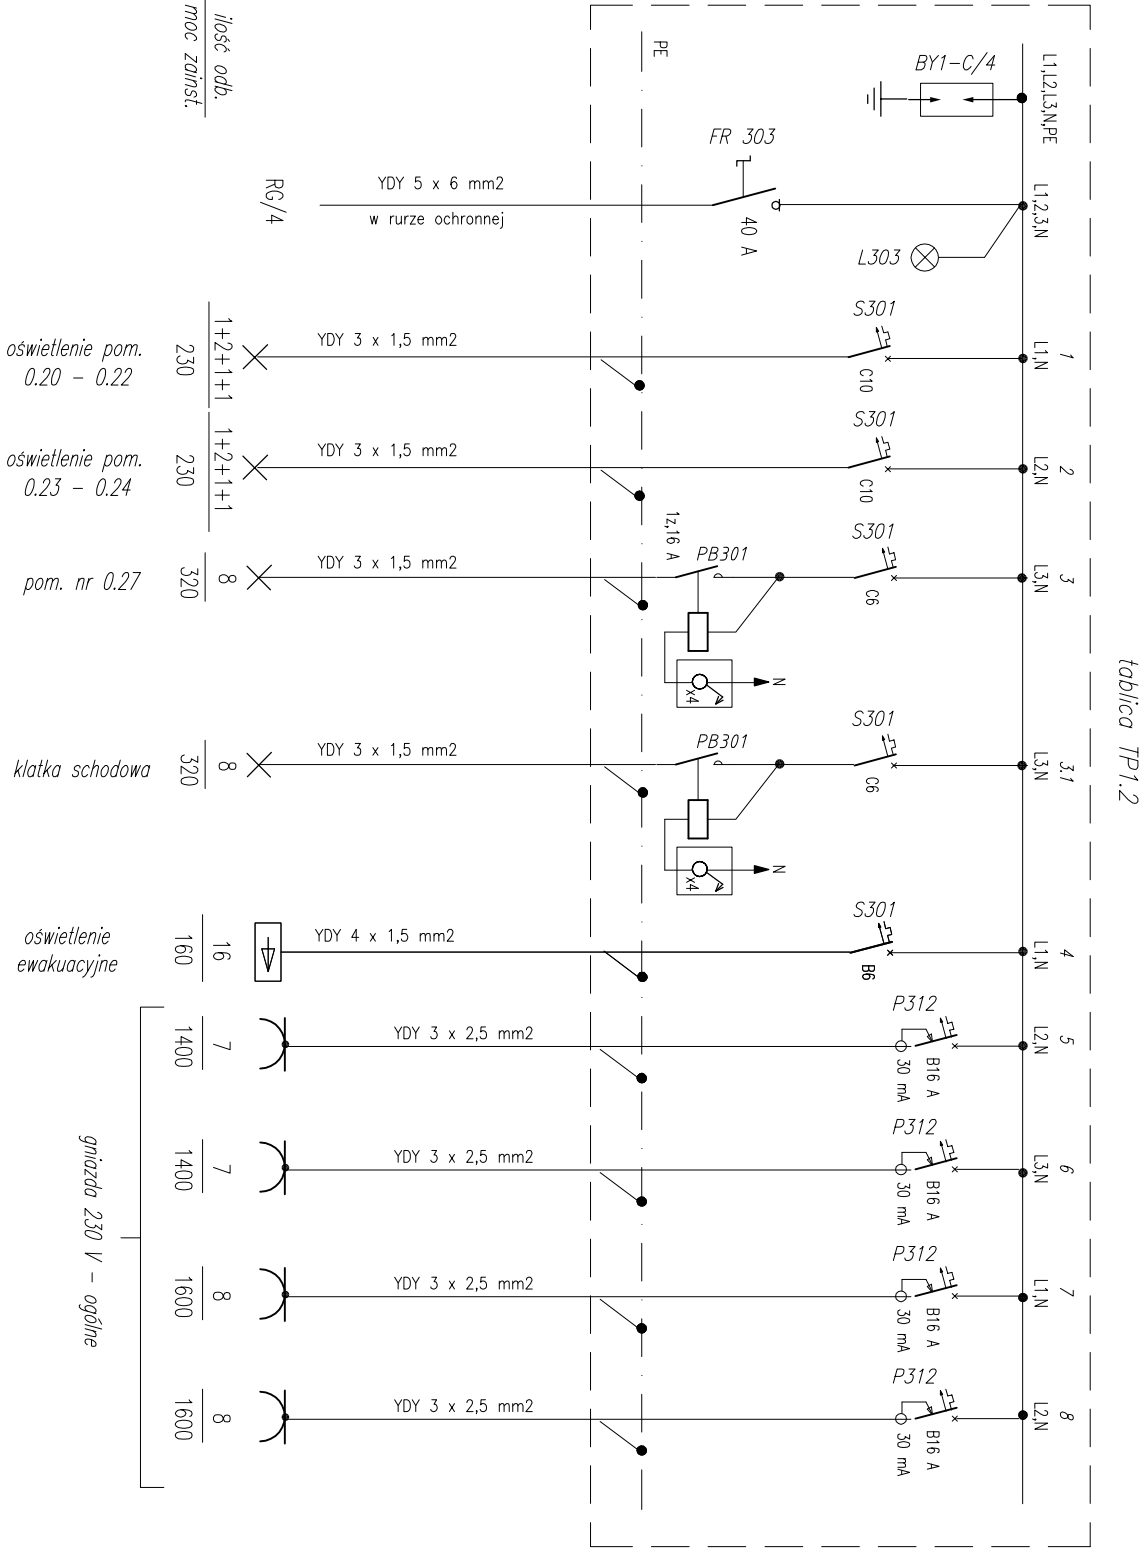 tablica TP1.2
L1,L2,L3,N,PE
BY1-C/4
PE
ilość odb.
moc zainst.
L1,2,3,N
FR 303
40 A
L303
YDY 5 x 6 mm2
w rurze ochronnej
RG/4
1
L1,N
S301
C10
YDY 3 x 1,5 mm2
1+2+1+1
230
oświetlenie pom.
0.20 - 0.22
2
L2,N
S301
C10
YDY 3 x 1,5 mm2
1+2+1+1
230
oświetlenie pom.
0.23 - 0.24
3
L3,N
S301
C6
PB301
1z,16 A
N
x4
YDY 3 x 1,5 mm2
8
320
pom. nr 0.27
3.1
L3,N
S301
C6
PB301
N
x4
YDY 3 x 1,5 mm2
8
320
klatka schodowa
4
L1,N
S301
B6
YDY 4 x 1,5 mm2
16
160
oświetlenie
ewakuacyjne
5
L2,N
P312
B16 A
30 mA
YDY 3 x 2,5 mm2
7
1400
6
L3,N
P312
B16 A
30 mA
YDY 3 x 2,5 mm2
7
1400
7
L1,N
P312
B16 A
30 mA
YDY 3 x 2,5 mm2
8
1600
8
L2,N
P312
B16 A
30 mA
YDY 3 x 2,5 mm2
8
1600
gniazda 230 V - ogólne